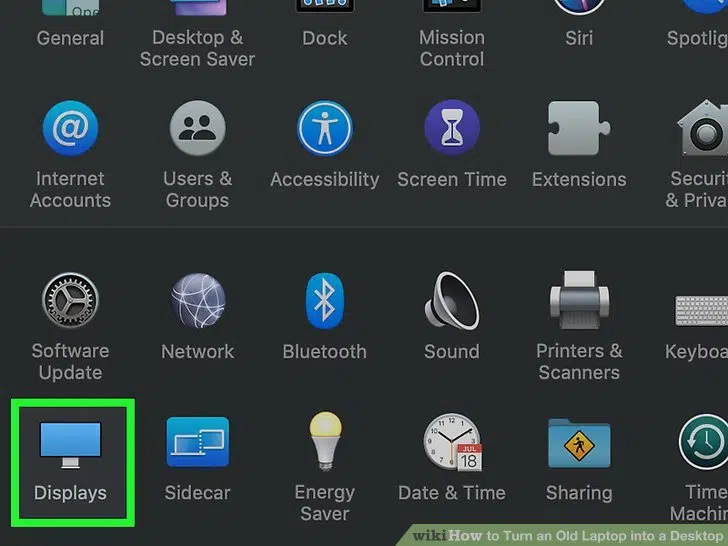 Ope
General
Desktop &
Screen Saver
Dock
Mission
Control
Siri
Spotlig
@
Internet
Accounts
Users &
Groups
Accessibility
Screen Time
Extensions
Securit
& Priva
Software
Update
Network
Bluetooth
Sound
Printers &
Scanners
Keyboa
Displays
Sidecar
Energy
Saver
JUL
18
Date & Time
Sharing
Time
Machin
wikiHow to Turn an Old Laptop into a Desktop